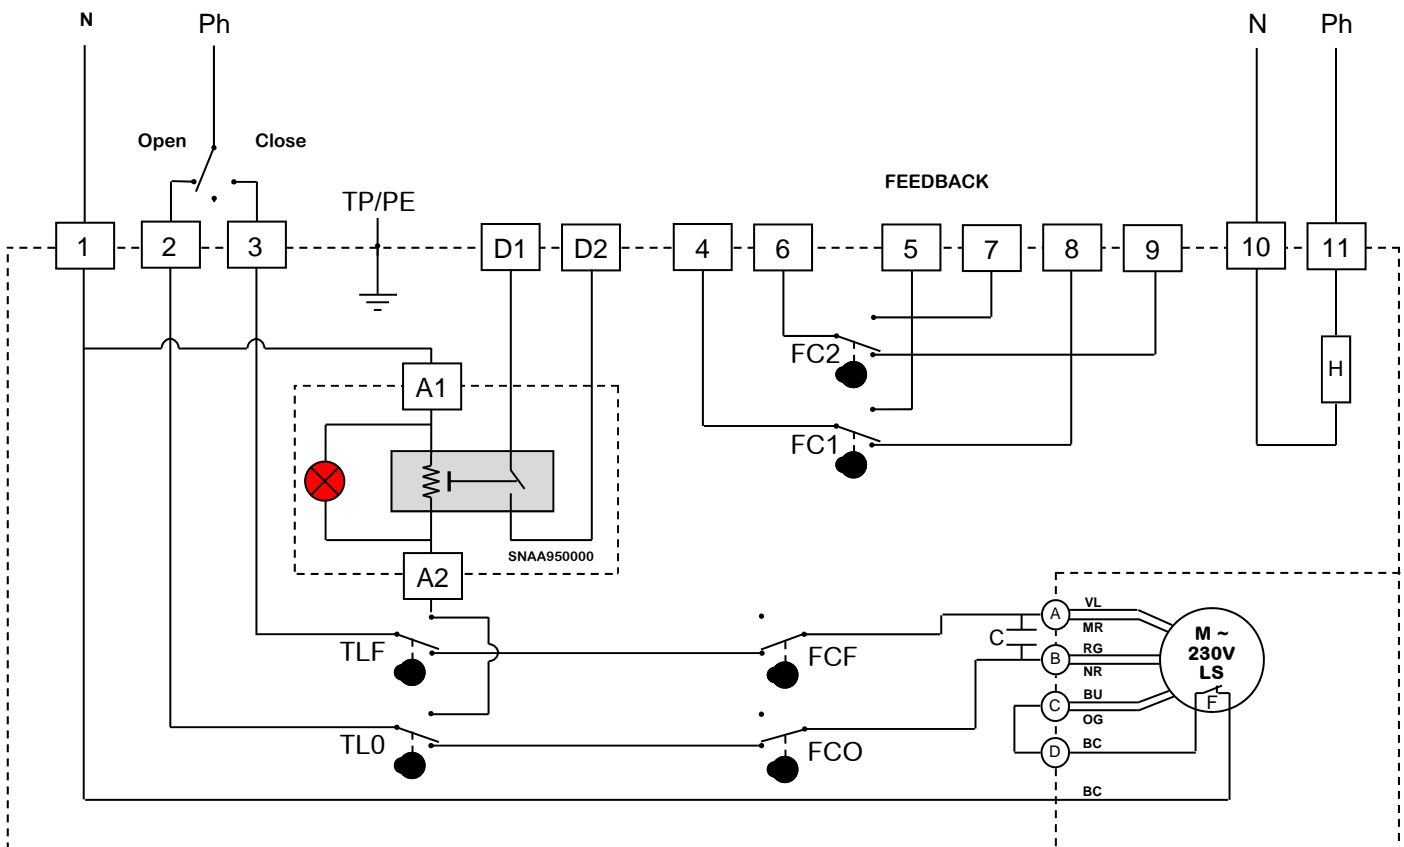 N
Ph
N
Ph
Open
Close
TP/PE
FEEDBACK
1
2
3
D1
D2
4
6
5
7
8
9
10
11
FC2
H
A1
FC1
SNAA950000
A2
TLF
FCF
C
A
VL
MR
B
RG
NR
M ~
230V
LS
F
C
BU
OG
TL0
FCO
D
BC
BC